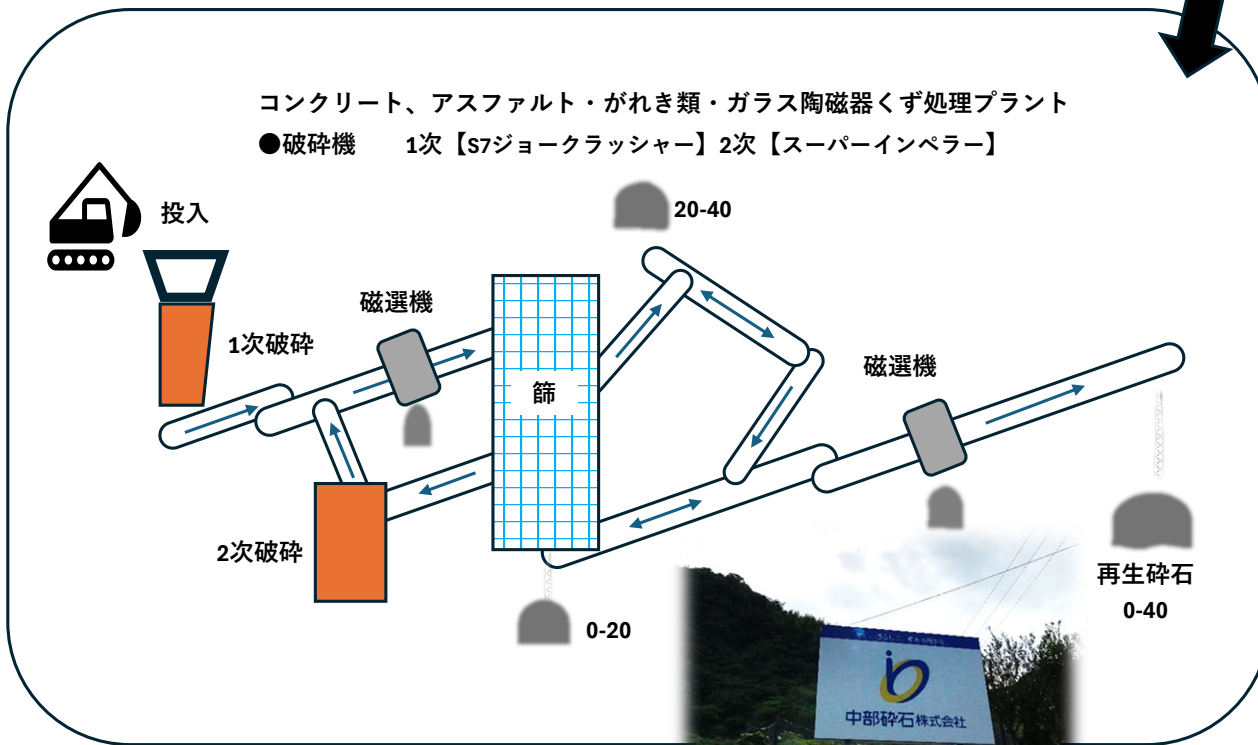 コンクリート、アスファルト・がれき類・ガラス陶磁器くず処理プラント
●破砕機　　1次【S7ジョークラッシャー】2次【スーパーインペラー】
投入
20-40
磁選機
1次破砕
磁選機
篩
2次破砕
再生砕石
0-40
0-20
中部砕石株式会社